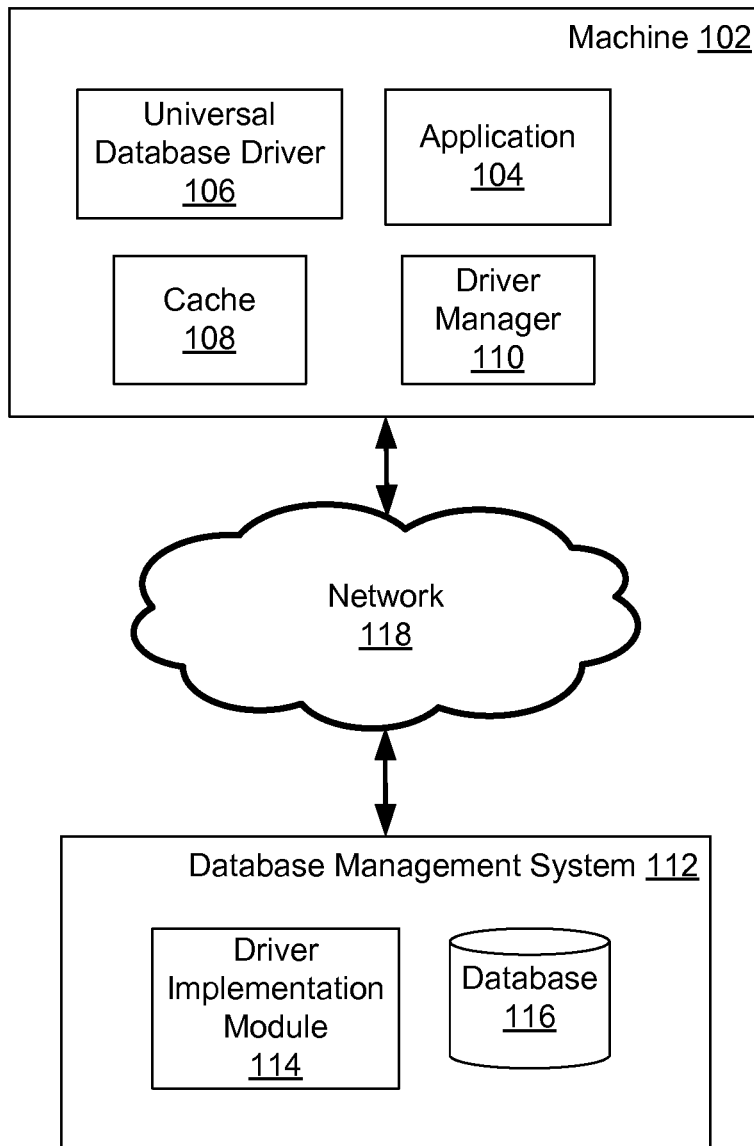 Machine 102
Universal
Database Driver
106
Application
104
Cache
108
Driver
Manager
110
Network
118
Database Management System 112
Driver
Implementation
Module
114
Database
116